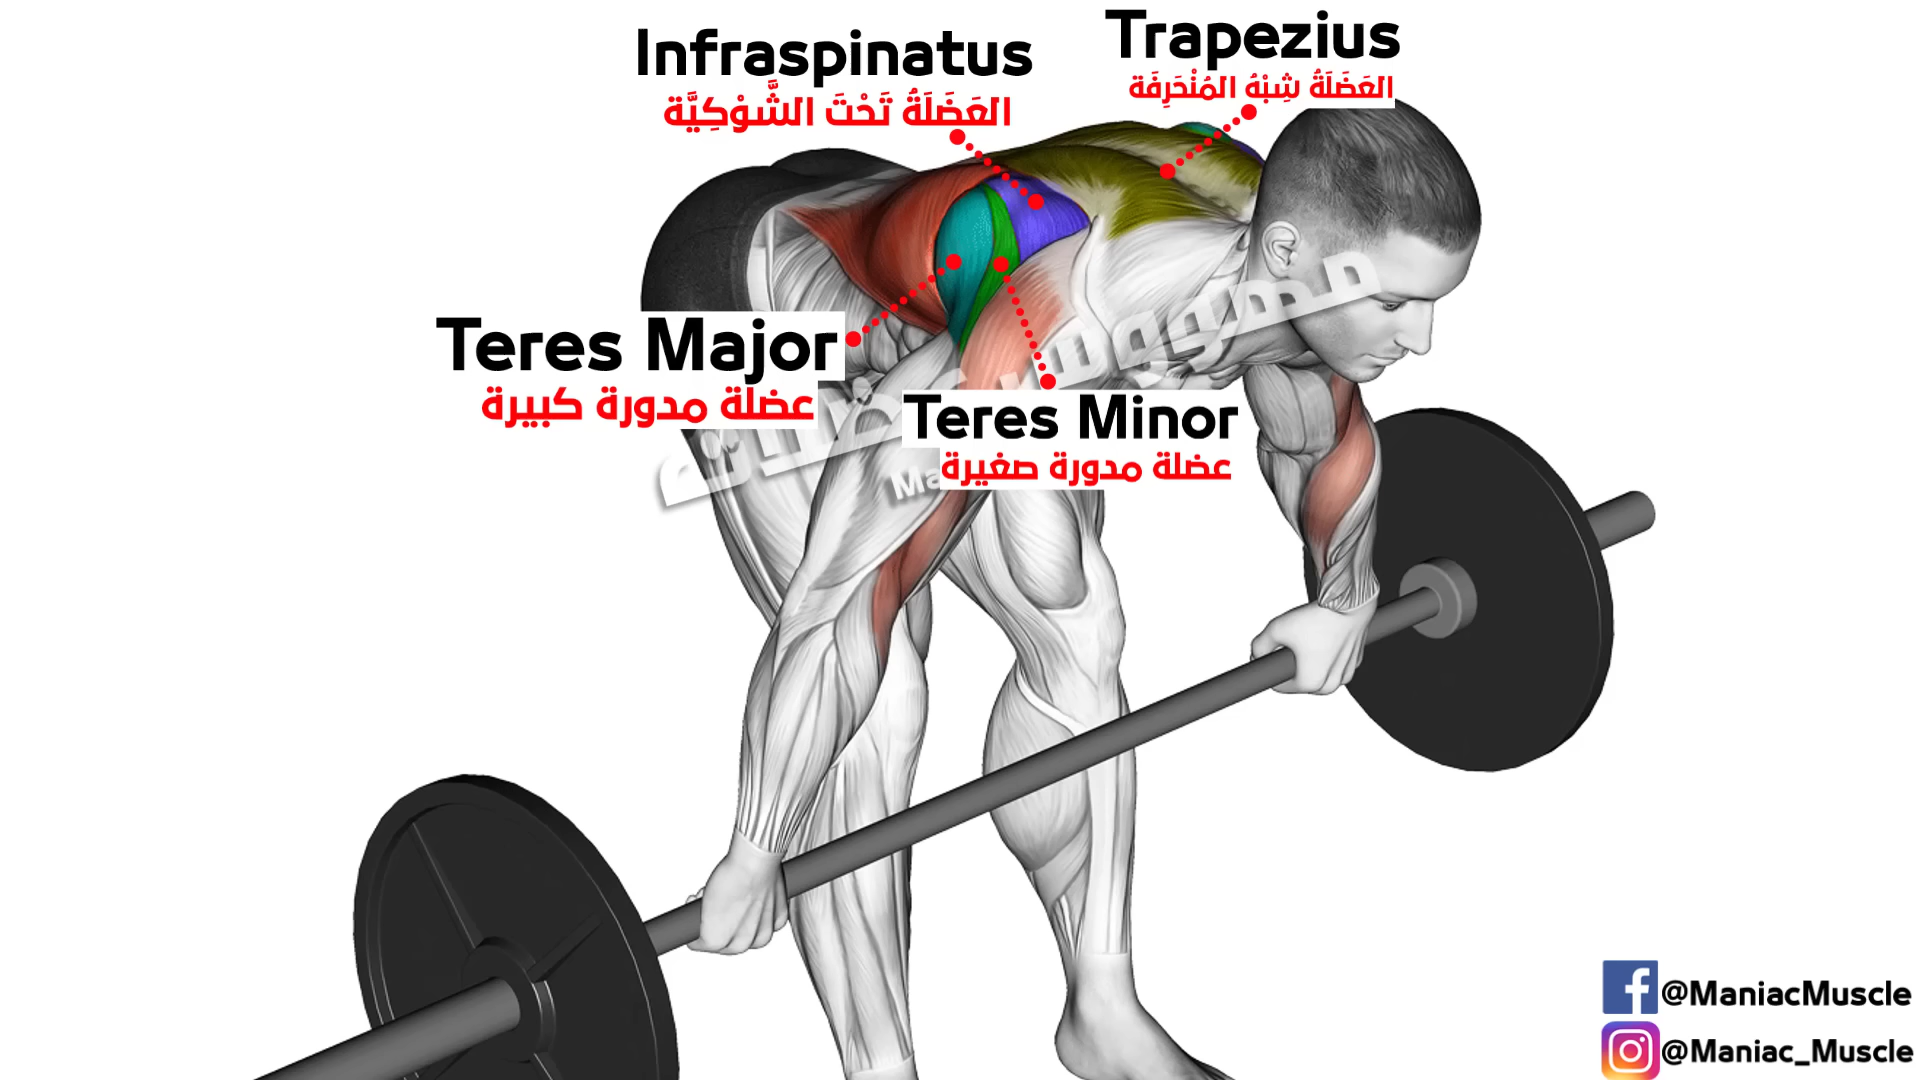 Infraspinatus
العَضَلَةُ تَحْتَ الشَّوْكِيَّة
Trapezius
العَضَلَةُ شِبْهُ المُنْحَرِفَة
Teres Major
عضلة مدورة كبيرة
Teres Minor
عضلة مدورة صغيرة
@ManiacMuscle
@Maniac_Muscle